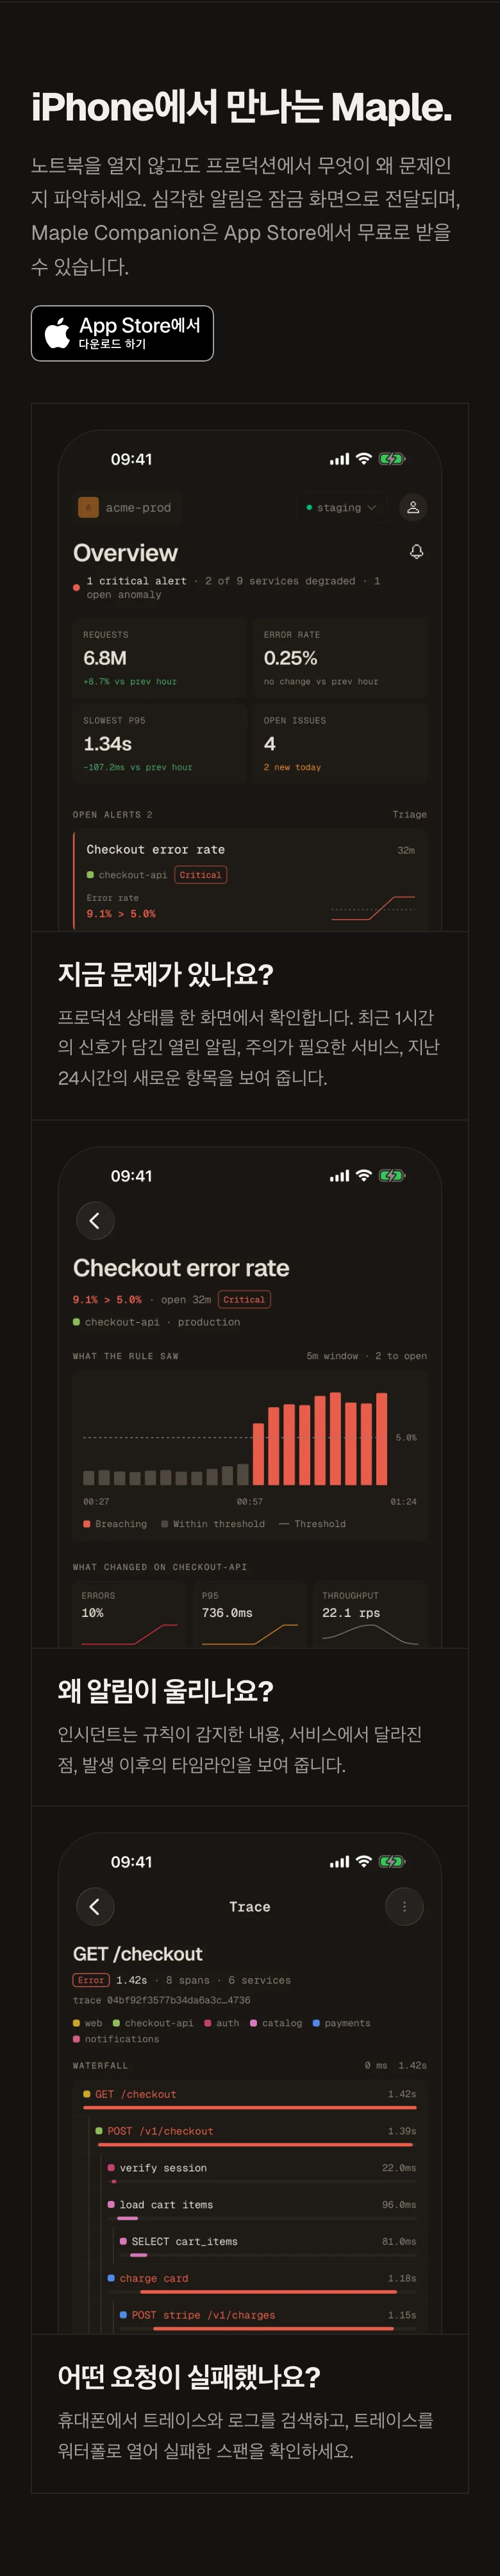 iPhone에서 만나는 Maple.
노트북을 열지 않고도 프로덕션에서 무엇이 왜 문제인
지 파악하세요. 심각한 알림은 잠금 화면으로 전달되며,
Maple Companion은 App Store에서 무료로 받을
수 있습니다.
App Store에서
다운로드 하기
09:41
A acme-prod
staging
Overview
1 critical alert · 2 of 9 services degraded · 1
open anomaly
REQUESTS
6.8M
+8.7% vs prev hour
ERROR RATE
0.25%
no change vs prev hour
SLOWEST P95
1.34s
−107.2ms vs prev hour
OPEN ISSUES
4
2 new today
OPEN ALERTS 2
Triage
Checkout error rate
32m
checkout-api Critical
Error rate
9.1% > 5.0%
지금 문제가 있나요?
프로덕션 상태를 한 화면에서 확인합니다. 최근 1시간
의 신호가 담긴 열린 알림, 주의가 필요한 서비스, 지난
24시간의 새로운 항목을 보여 줍니다.
09:41
Checkout error rate
9.1% > 5.0% · open 32m Critical
checkout-api · production
WHAT THE RULE SAW
5m window · 2 to open
5.0%
00:27
00:57
01:24
Breaching Within threshold Threshold
WHAT CHANGED ON CHECKOUT-API
ERRORS
10%
P95
736.0ms
THROUGHPUT
22.1 rps
왜 알림이 울리나요?
인시던트는 규칙이 감지한 내용, 서비스에서 달라진
점, 발생 이후의 타임라인을 보여 줍니다.
09:41
Trace
GET /checkout
Error 1.42s · 8 spans · 6 services
trace 04bf92f3577b34da6a3c…4736
web checkout-api auth catalog payments
notifications
WATERFALL
0 ms 1.42s
GET /checkout 1.42s
POST /v1/checkout 1.39s
verify session 22.0ms
load cart items 96.0ms
SELECT cart_items 81.0ms
charge card 1.18s
POST stripe /v1/charges 1.15s
어떤 요청이 실패했나요?
휴대폰에서 트레이스와 로그를 검색하고, 트레이스를
워터폴로 열어 실패한 스팬을 확인하세요.